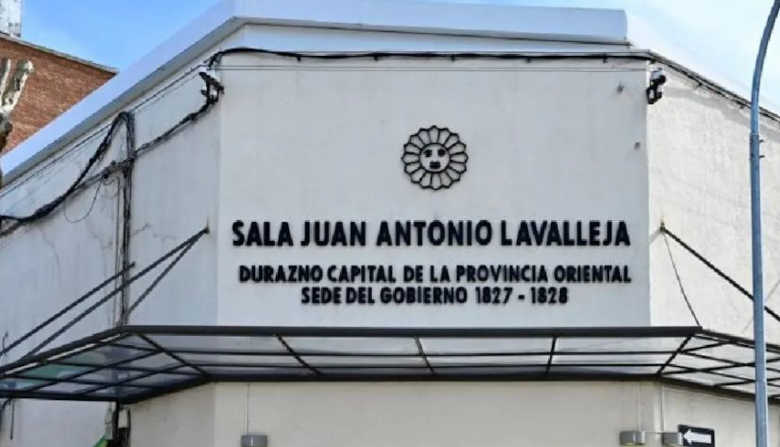 SALA JUAN ANTONIO LAVALLEJA
DURAZNO CAPITAL DE LA PROVINCIA ORIENTAL
SEDE DEL GOBIERNO 1827 - 1828